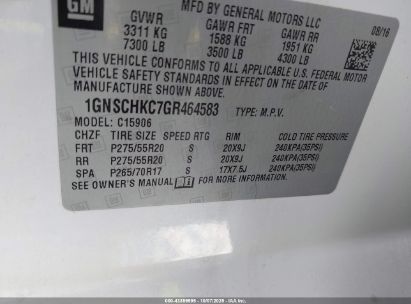 GM
MFD BY GENERAL MOTORS LLC
GVWR GAWR FRT GAWR RR 08/16
3311 KG 1588 KG 1951 KG
7300 LB 3500 LB 4300 LB
THIS VEHICLE CONFORMS TO ALL APPLICABLE U.S. FEDERAL
MOTOR VEHICLE SAFETY STANDARDS IN EFFECT ON THE DATE OF
MANUFACTURE SHOWN ABOVE.
1GNSCHKC7GR464583 TYPE: M.P.V.
MODEL: C15906
CHZF TIRE SIZE SPEED RTG RIM COLD TIRE PRESSURE
FRT P275/55R20 S 20X9J 240KPA(35PSI)
RR P275/55R20 S 20X9J 240KPA(35PSI)
SPA P265/70R17 S 17X7.5J 240KPA(35PSI)
SEE OWNER'S MANUAL GM FOR MORE INFORMATION.
10/07/2025